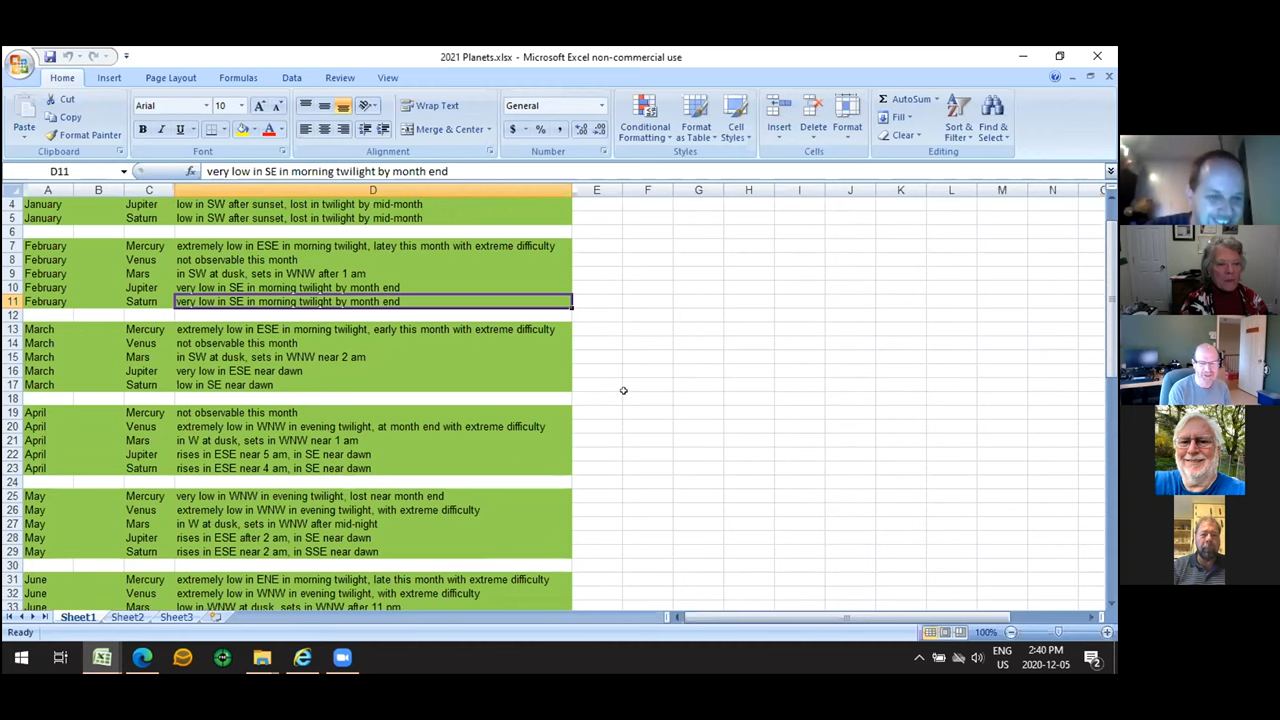 2021 Planets.xlsx - Microsoft Excel non-commercial use
Home Insert Page Layout Formulas Data Review View
Paste Cut Copy Format Painter Clipboard
Arial 10 Font
Wrap Text Merge & Center Alignment
General Number
Conditional Formatting Format as Table Cell Styles Styles
Insert Delete Format Cells
AutoSum Fill Clear Sort & Filter Find & Select Editing
D11 fx very low in SE in morning twilight by month end
A B C D E F G H I J K L M N
4 January Jupiter low in SW after sunset, lost in twilight by mid-month
5 January Saturn low in SW after sunset, lost in twilight by mid-month
6
7 February Mercury extremely low in ESE in morning twilight, latey this month with extreme difficulty
8 February Venus not observable this month
9 February Mars in SW at dusk, sets in WNW after 1 am
10 February Jupiter very low in SE in morning twilight by month end
11 February Saturn very low in SE in morning twilight by month end
12
13 March Mercury extremely low in ESE in morning twilight, early this month with extreme difficulty
14 March Venus not observable this month
15 March Mars in SW at dusk, sets in WNW near 2 am
16 March Jupiter very low in ESE near dawn
17 March Saturn low in SE near dawn
18
19 April Mercury not observable this month
20 April Venus extremely low in WNW in evening twilight, at month end with extreme difficulty
21 April Mars in W at dusk, sets in WNW near 1 am
22 April Jupiter rises in ESE near 5 am, in SE near dawn
23 April Saturn rises in ESE near 4 am, in SE near dawn
24
25 May Mercury very low in WNW in evening twilight, lost near month end
26 May Venus extremely low in WNW in evening twilight, with extreme difficulty
27 May Mars in W at dusk, sets in WNW after mid-night
28 May Jupiter rises in ESE after 2 am, in SE near dawn
29 May Saturn rises in ESE near 2 am, in SSE near dawn
30
31 June Mercury extremely low in ENE in morning twilight, late this month with extreme difficulty
32 June Venus extremely low in WNW in evening twilight, with extreme difficulty
33 June Mars low in WNW at dusk, sets in WNW after 11 pm
Sheet1 Sheet2 Sheet3
Ready 100%
ENG 2:40 PM
US 2020-12-05 2